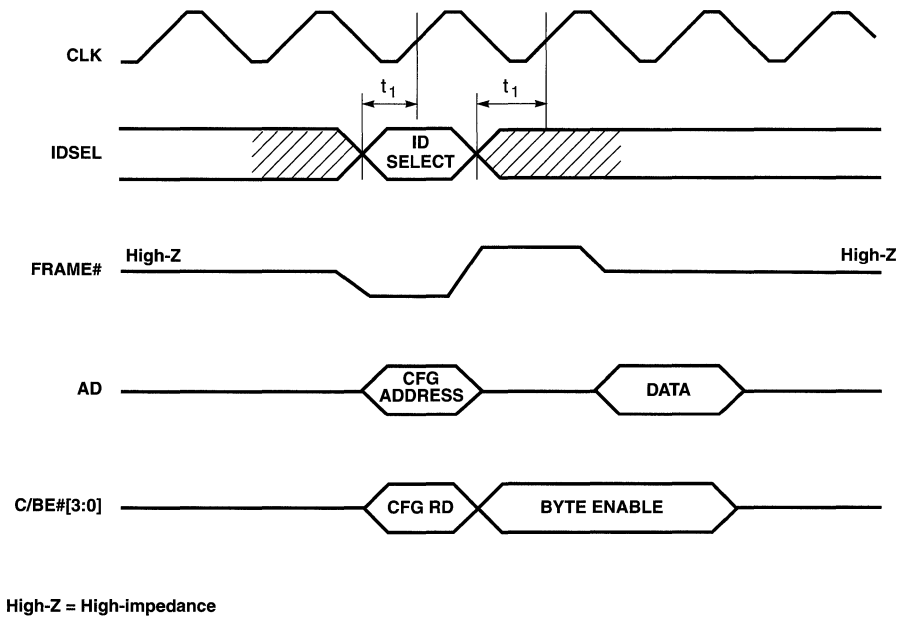 CLK
t1
t1
IDSEL
ID
SELECT
High-Z
High-Z
FRAME#
AD
CFG
ADDRESS
DATA
C/BE#[3:0]
CFG RD
BYTE ENABLE
High-Z = High-impedance